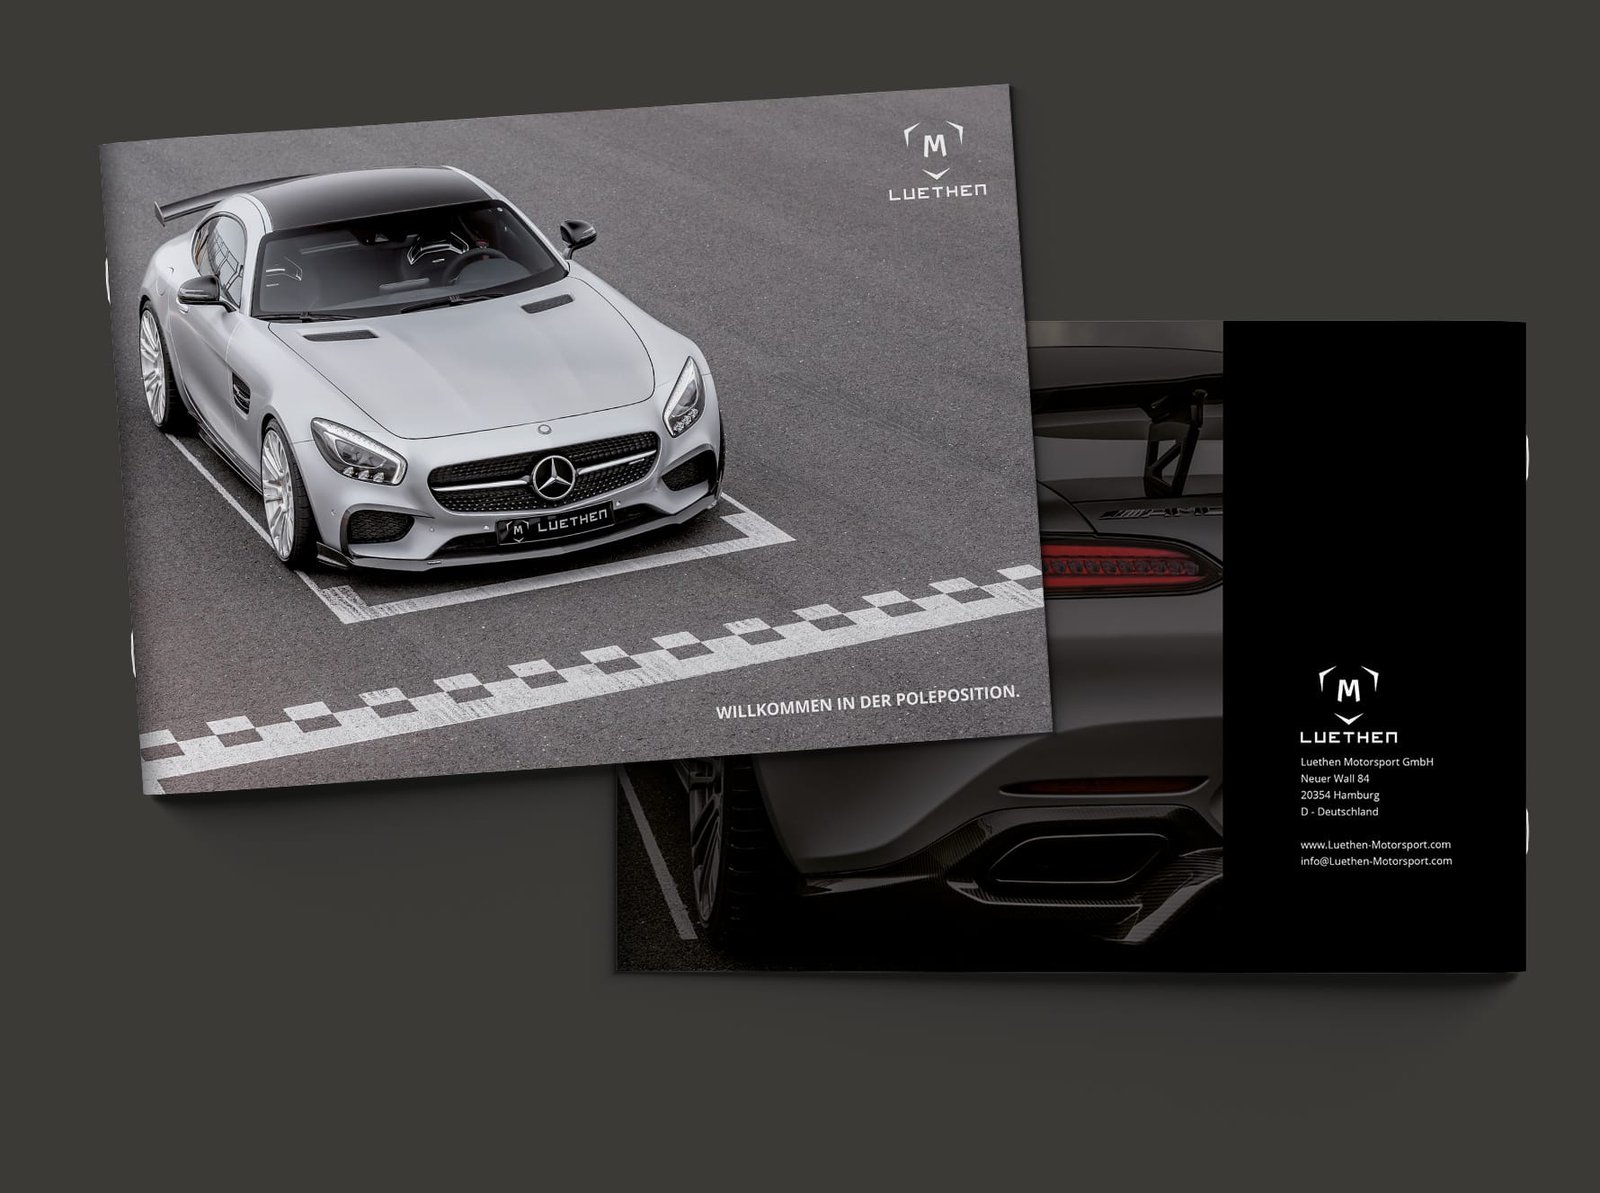 M
LUETHEN
M LUETHEN
WILLKOMMEN IN DER POLEPOSITION.
AMG
M
LUETHEN
Luethen Motorsport GmbH
Neuer Wall 84
20354 Hamburg
D - Deutschland
www.Luethen-Motorsport.com
info@Luethen-Motorsport.com